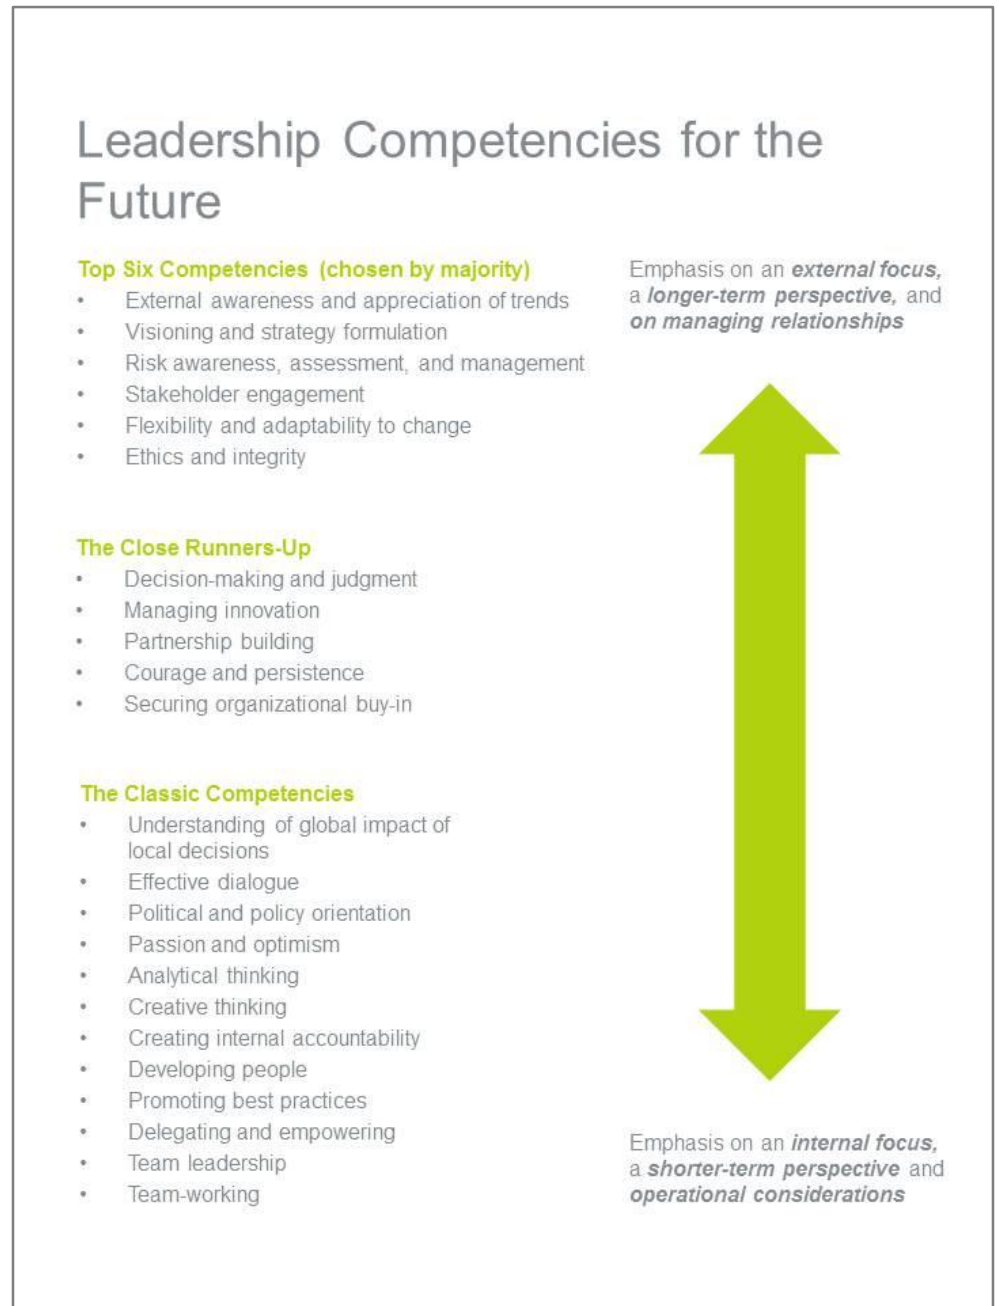 Leadership Competencies for the
Future
Top Six Competencies (chosen by majority)
• External awareness and appreciation of trends
• Visioning and strategy formulation
• Risk awareness, assessment, and management
• Stakeholder engagement
• Flexibility and adaptability to change
• Ethics and integrity
The Close Runners-Up
• Decision-making and judgment
• Managing innovation
• Partnership building
• Courage and persistence
• Securing organizational buy-in
The Classic Competencies
• Understanding of global impact of
local decisions
• Effective dialogue
• Political and policy orientation
• Passion and optimism
• Analytical thinking
• Creative thinking
• Creating internal accountability
• Developing people
• Promoting best practices
• Delegating and empowering
• Team leadership
• Team-working
Emphasis on an external focus,
a longer-term perspective, and
on managing relationships
Emphasis on an internal focus,
a shorter-term perspective and
operational considerations